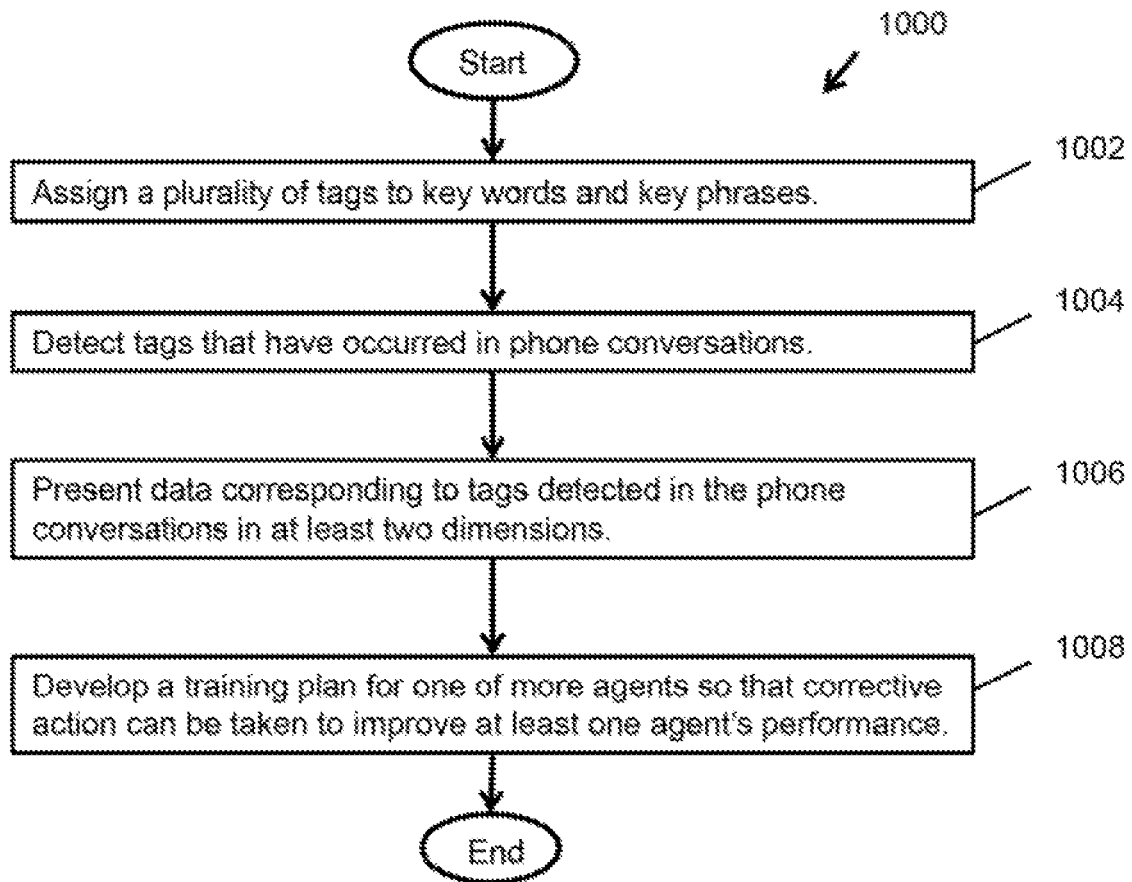 1000
Start
1002
Assign a plurality of tags to key words and key phrases.
1004
Detect tags that have occurred in phone conversations.
1006
Present data corresponding to tags detected in the phone
conversations in at least two dimensions.
1008
Develop a training plan for one of more agents so that corrective
action can be taken to improve at least one agent's performance.
End